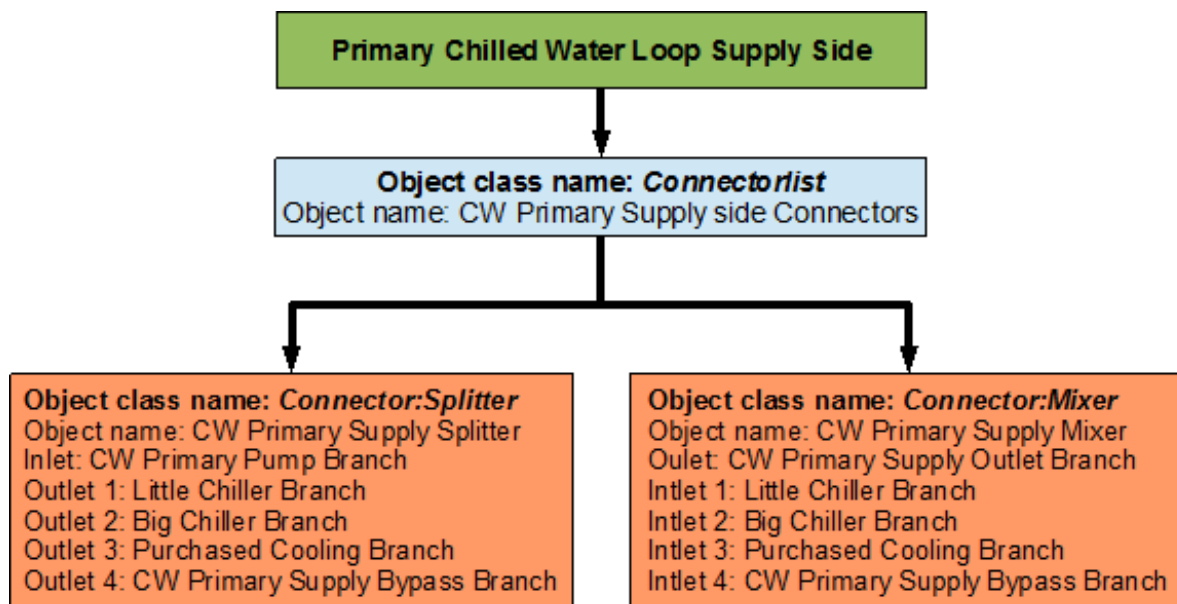 Primary Chilled Water Loop Supply Side
Object class name: Connectorlist
Object name: CW Primary Supply side Connectors
Object class name: Connector:Splitter
Object name: CW Primary Supply Splitter
Inlet: CW Primary Pump Branch
Outlet 1: Little Chiller Branch
Outlet 2: Big Chiller Branch
Outlet 3: Purchased Cooling Branch
Outlet 4: CW Primary Supply Bypass Branch
Object class name: Connector:Mixer
Object name: CW Primary Supply Mixer
Oulet: CW Primary Supply Outlet Branch
Intlet 1: Little Chiller Branch
Intlet 2: Big Chiller Branch
Intlet 3: Purchased Cooling Branch
Intlet 4: CW Primary Supply Bypass Branch